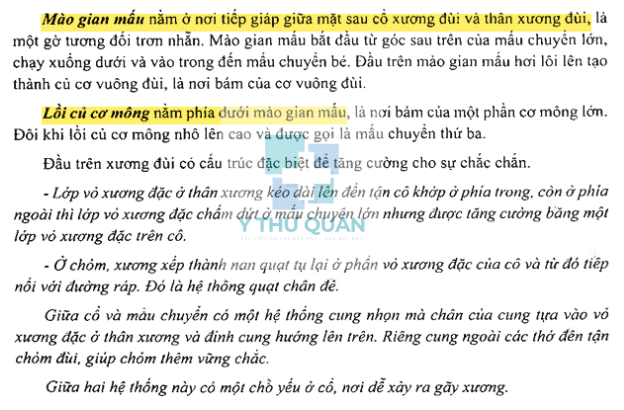 Mào gian mấu nằm ở nơi tiếp giáp giữa mặt sau cổ xương đùi và thân xương đùi, là
một gờ tương đối trơn nhẵn. Mào gian mấu bắt đầu từ góc sau trên của mấu chuyển lớn,
chạy xuống dưới và vào trong đến mấu chuyển bé. Đầu trên mào gian mấu hơi lồi lên tạo
thành củ cơ vuông đùi, là nơi bám của cơ vuông đùi.
Lồi củ cơ mông nằm phía dưới mào gian mấu, là nơi bám của một phần cơ mông lớn.
Đôi khi lồi củ cơ mông nhô lên cao và được gọi là mấu chuyển thứ ba.
Đầu trên xương đùi có cấu trúc đặc biệt để tăng cường cho sự chắc chắn.
- Lớp vỏ xương đặc ở thân xương kéo dài lên đến tận cổ khớp ở phía trong, còn ở phía
ngoài thì lớp vỏ xương đặc chấm dứt ở mấu chuyển lớn nhưng được tăng cường bằng một
lớp vỏ xương đặc trên cổ.
Y THƯ QUÁN
- Ở chỏm, xương xếp thành nan quạt tụ lại ở phần vỏ xương đặc của cổ và từ đó tiếp
nối với đường ráp. Đó là hệ thống quạt chân đế.
Giữa cổ và mấu chuyển có một hệ thống cung nhọn mà chân của cung tựa vào vỏ
xương đặc ở thân xương và đỉnh cung hướng lên trên. Riêng cung ngoài các thớ đến tận
chỏm đùi, giúp chỏm thêm vững chắc.
Giữa hai hệ thống này có một chỗ yếu ở cổ, nơi dễ xảy ra gãy xương.